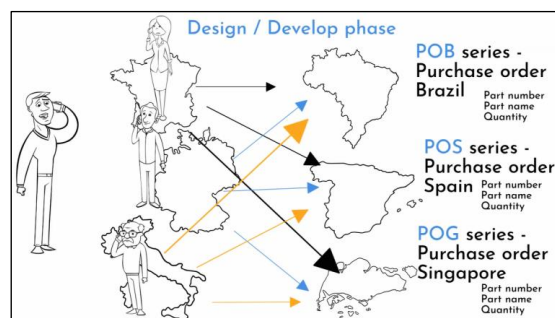 Design / Develop phase
POB series -
Purchase order
Brazil
Part number
Part name
Quantity
POS series -
Purchase order
Spain
Part number
Part name
Quantity
POG series -
Purchase order
Singapore
Part number
Part name
Quantity